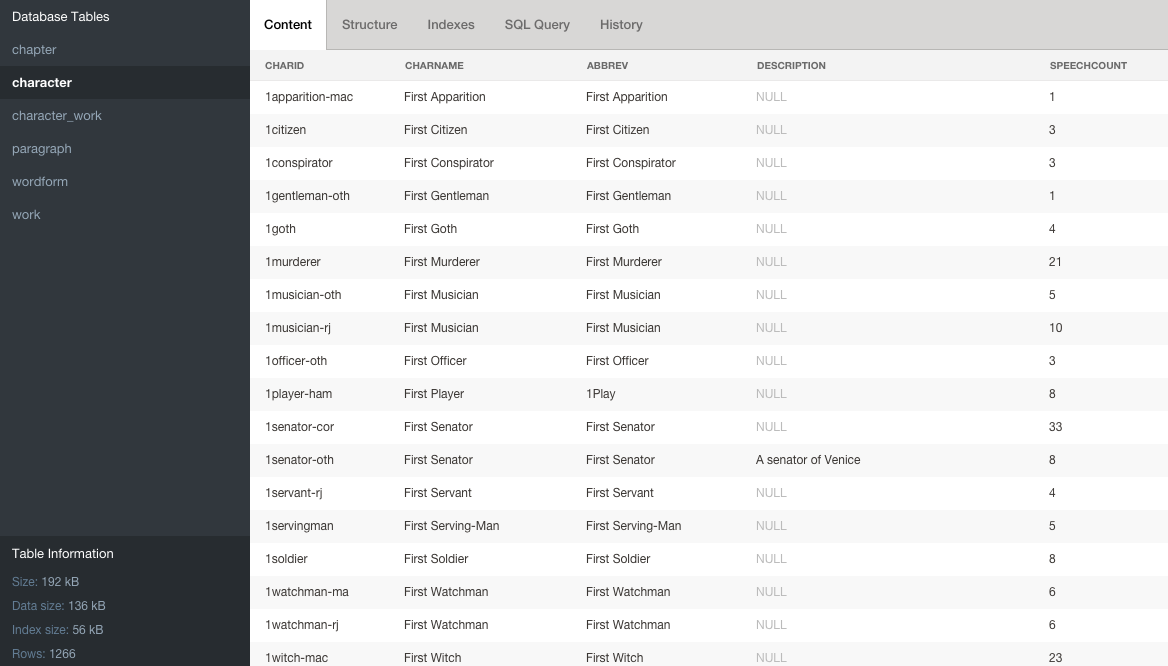 Database Tables
chapter
character
character_work
paragraph
wordform
work
Table Information
Size: 192 kB
Data size: 136 kB
Index size: 56 kB
Rows: 1266
Content Structure Indexes SQL Query History
CHARID CHARNAME ABBREV DESCRIPTION SPEECHCOUNT
1apparition-mac First Apparition First Apparition NULL 1
1citizen First Citizen First Citizen NULL 3
1conspirator First Conspirator First Conspirator NULL 3
1gentleman-oth First Gentleman First Gentleman NULL 1
1goth First Goth First Goth NULL 4
1murderer First Murderer First Murderer NULL 21
1musician-oth First Musician First Musician NULL 5
1musician-rj First Musician First Musician NULL 10
1officer-oth First Officer First Officer NULL 3
1player-ham First Player 1Play NULL 8
1senator-cor First Senator First Senator NULL 33
1senator-oth First Senator First Senator A senator of Venice 8
1servant-rj First Servant First Servant NULL 4
1servingman First Serving-Man First Serving-Man NULL 5
1soldier First Soldier First Soldier NULL 8
1watchman-ma First Watchman First Watchman NULL 6
1watchman-rj First Watchman First Watchman NULL 6
1witch-mac First Witch First Witch NULL 23